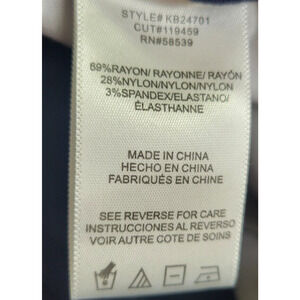 STYLE# KB24701
CUT#119459
RN#58539
69%RAYON/ RAYONNE/ RAYÓN
28%NYLON/NYLON/NYLON
3%SPANDEX/ELASTANO/
ÉLASTHANNE
MADE IN CHINA
HECHO EN CHINA
FABRIQUÉS EN CHINE
SEE REVERSE FOR CARE
INSTRUCCIONES AL REVERSO
VOIR AUTRE COTE DE SOINS